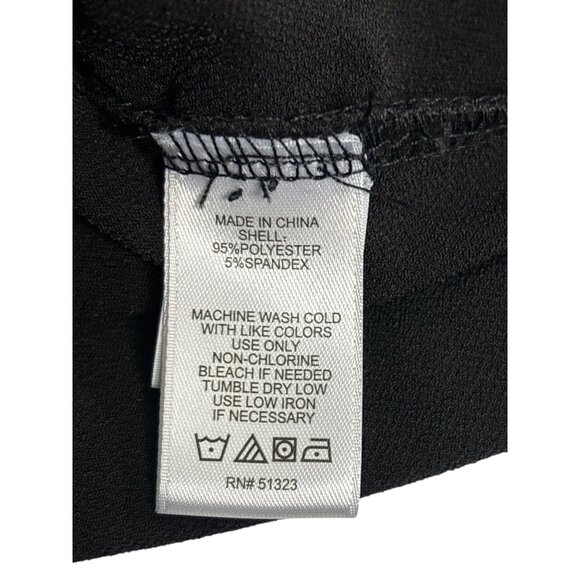 MADE IN CHINA
SHELL:
95%POLYESTER
5%SPANDEX
MACHINE WASH COLD
WITH LIKE COLORS
USE ONLY
NON-CHLORINE
BLEACH IF NEEDED
TUMBLE DRY LOW
USE LOW IRON
IF NECESSARY
RN# 51323